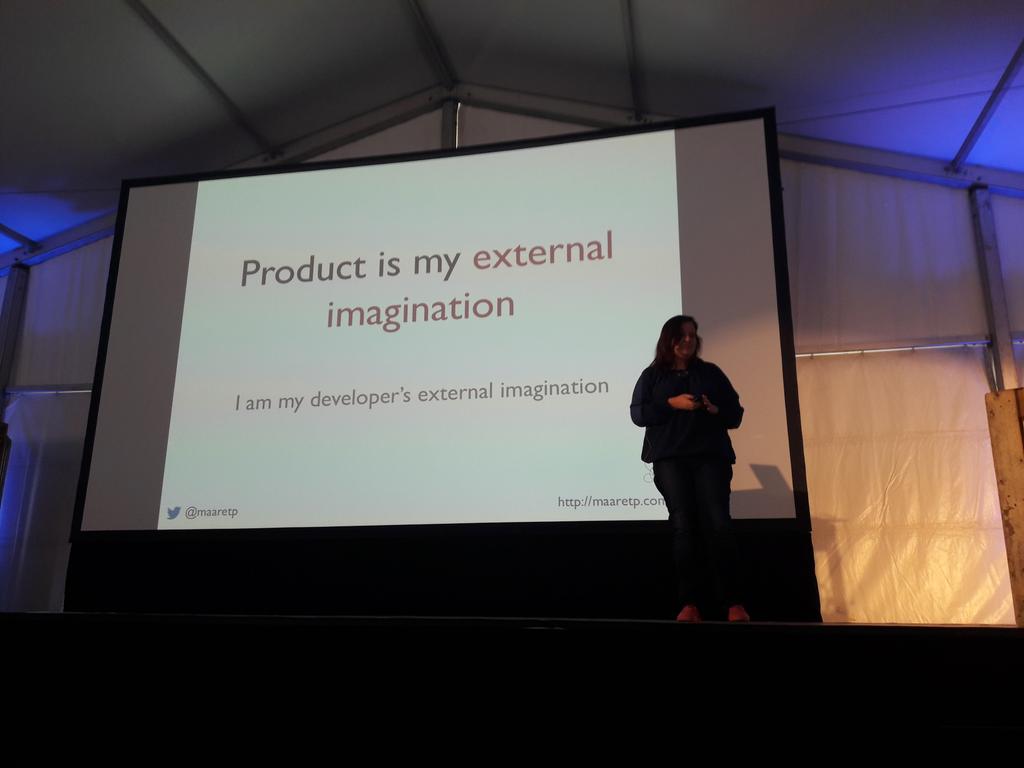 Product is my external
imagination
I am my developer's external imagination
@maaretp
http://maaretp.com